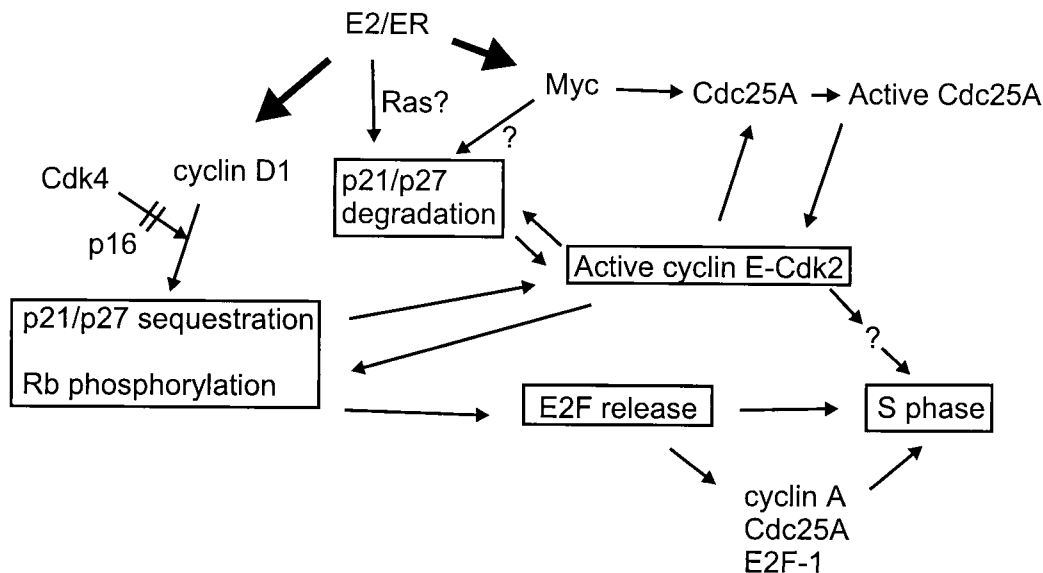 E2/ER
Myc
Cdc25A
Active Cdc25A
Ras?
?
Cdk4
cyclin D1
p16
p21/p27
degradation
Active cyclin E-Cdk2
p21/p27 sequestration
Rb phosphorylation
?
E2F release
S phase
cyclin A
Cdc25A
E2F-1